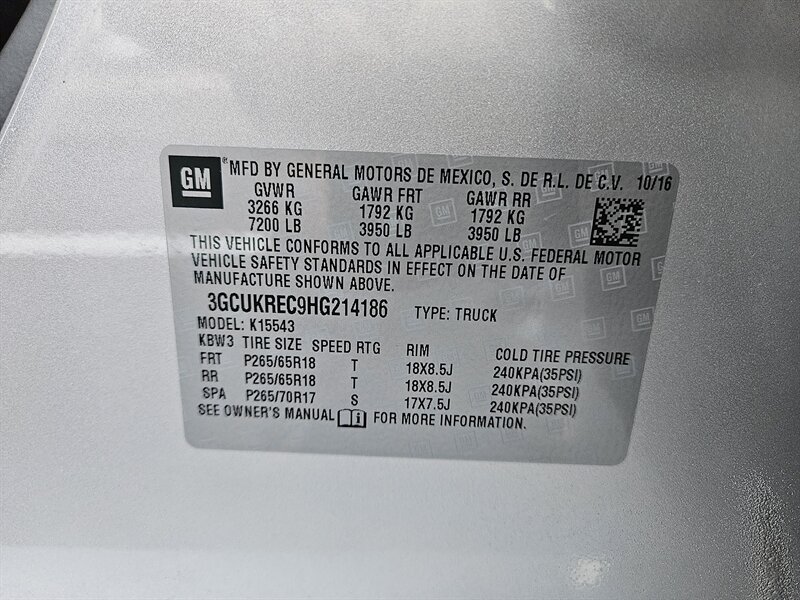 GM ® MFD BY GENERAL MOTORS DE MEXICO, S. DE R.L. DE C.V. 10/16
GVWR GAWR FRT GAWR RR
3266 KG 1792 KG 1792 KG
7200 LB 3950 LB 3950 LB
THIS VEHICLE CONFORMS TO ALL APPLICABLE U.S. FEDERAL MOTOR
VEHICLE SAFETY STANDARDS IN EFFECT ON THE DATE OF
MANUFACTURE SHOWN ABOVE.
3GCUKREC9HG214186 TYPE: TRUCK
MODEL: K15543
KBW3 TIRE SIZE SPEED RTG RIM COLD TIRE PRESSURE
FRT P265/65R18 T 18X8.5J 240KPA(35PSI)
RR P265/65R18 T 18X8.5J 240KPA(35PSI)
SPA P265/70R17 S 17X7.5J 240KPA(35PSI)
SEE OWNER'S MANUAL i FOR MORE INFORMATION.